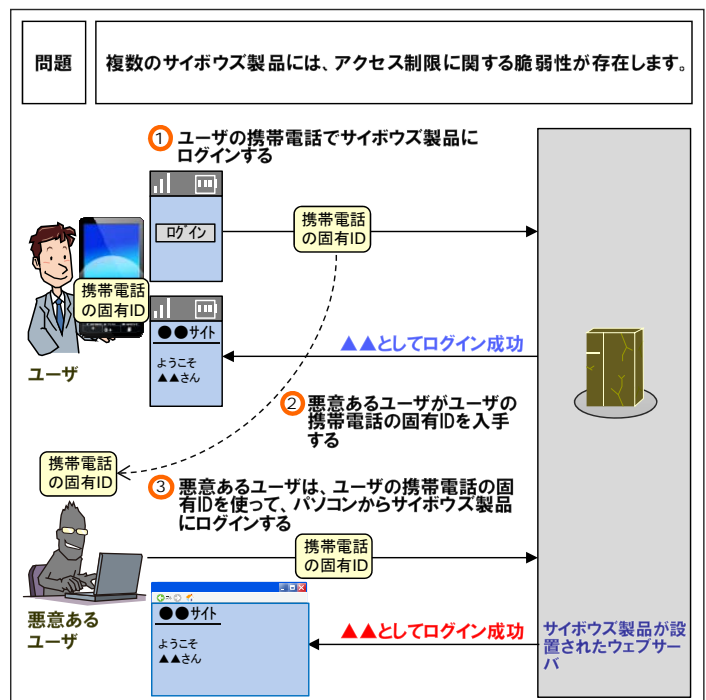 問題
複数のサイボウズ製品には、アクセス制限に関する脆弱性が存在します。
1 ユーザの携帯電話でサイボウズ製品に
ログインする
ログイン
携帯電話
の固有ID
携帯電話
の固有ID
●●サイト
ようこそ
▲▲さん
▲▲としてログイン成功
ユーザ
2 悪意あるユーザがユーザの
携帯電話の固有IDを入手
する
携帯電話
の固有ID
3 悪意あるユーザは、ユーザの携帯電話の固
有IDを使って、パソコンからサイボウズ製品
にログインする
携帯電話
の固有ID
悪意ある
ユーザ
●●サイト
ようこそ
▲▲さん
▲▲としてログイン成功
サイボウズ製品が設
置されたウェブサー
バ